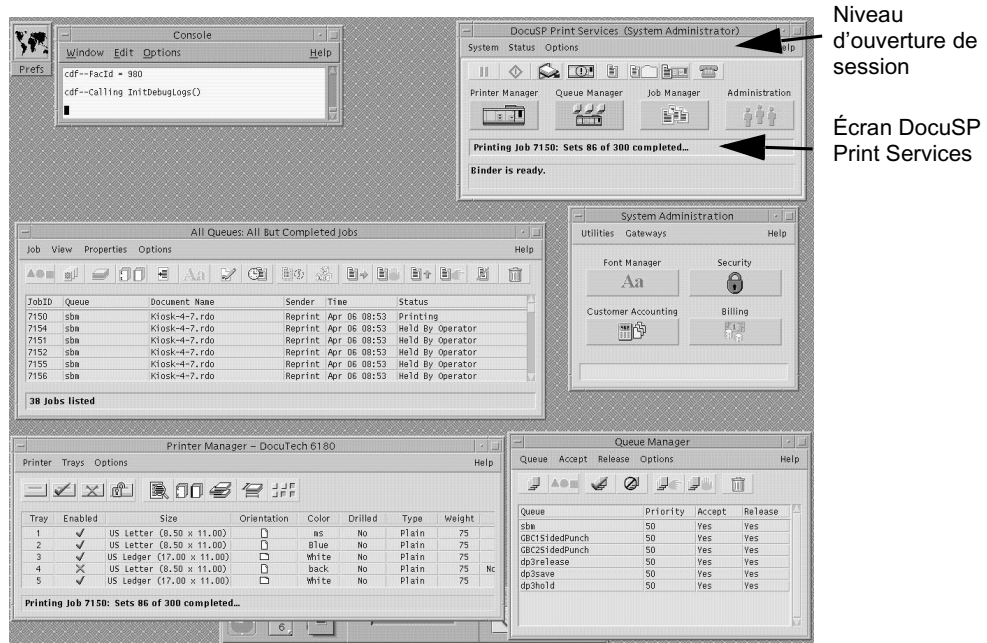 Prefs
Console
Window Edit Options Help
cdf--FacId = 980
cdf--Calling InitDebugLogs()
DocuSP Print Services (System Administrator)
System Status Options elp
Printer Manager Queue Manager Job Manager Administration
Printing Job 7150: Sets 86 of 300 completed...
Binder is ready.
Niveau
d’ouverture de
session
Écran DocuSP
Print Services
All Queues: All But Completed Jobs
Job View Properties Options Help
Aa
JobID Queue Document Name Sender Time Status
7150 sbm Kiosk-4-7.rdo Reprint Apr 06 08:53 Printing
7154 sbm Kiosk-4-7.rdo Reprint Apr 06 08:53 Held By Operator
7151 sbm Kiosk-4-7.rdo Reprint Apr 06 08:53 Held By Operator
7152 sbm Kiosk-4-7.rdo Reprint Apr 06 08:53 Held By Operator
7155 sbm Kiosk-4-7.rdo Reprint Apr 06 08:53 Held By Operator
7156 sbm Kiosk-4-7.rdo Reprint Apr 06 08:53 Held By Operator
38 Jobs listed
System Administration
Utilities Gateways Help
Font Manager Security
Aa
Customer Accounting Billing
Printer Manager – DocuTech 6180
Printer Trays Options Help
Tray Enabled Size Orientation Color Drilled Type Weight
1 US Letter (8.50 x 11.00) ms No Plain 75
2 US Letter (8.50 x 11.00) Blue No Plain 75
3 US Ledger (17.00 x 11.00) White No Plain 75
4 US Letter (8.50 x 11.00) back No Plain 75 Nc
5 US Ledger (17.00 x 11.00) White No Plain 75
Printing Job 7150: Sets 86 of 300 completed...
6
Queue Manager
Queue Accept Release Options Help
Queue Priority Accept Release
sbm 50 Yes Yes
GBC1SidedPunch 50 Yes Yes
GBC2SidedPunch 50 Yes Yes
dp3release 50 Yes Yes
dp3save 50 Yes Yes
dp3hold 50 Yes Yes